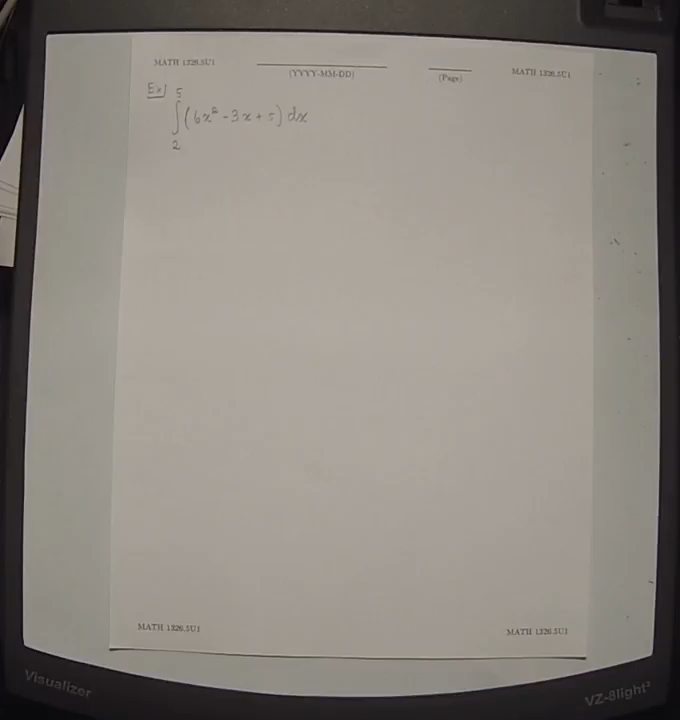 MATH 1326.5U1
(YYYY-MM-DD)
(Page)
MATH 1326.5U1
Ex)
∫₂⁵ (6x² - 3x + 5) dx
MATH 1326.5U1
MATH 1326.5U1
Visualizer
VZ-8light³